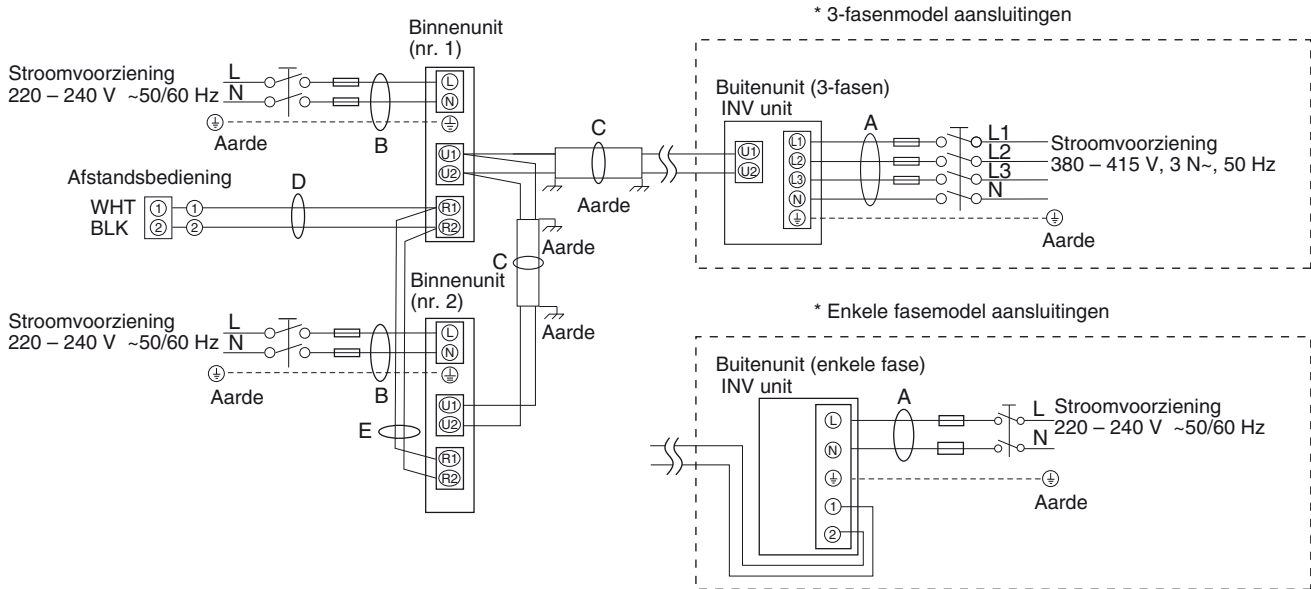 * 3-fasenmodel aansluitingen
Binnenunit
(nr. 1)
Stroomvoorziening
220 – 240 V ~50/60 Hz
L
N
Aarde
B
L
N
U1
U2
R1
R2
Afstandsbediening
WHT
BLK
1
2
1
2
D
C
Aarde
C
Aarde
Aarde
Buitenunit (3-fasen)
INV unit
U1
U2
L1
L2
L3
N
A
L1
L2
L3
N
Stroomvoorziening
380 – 415 V, 3 N~, 50 Hz
Aarde
Binnenunit
(nr. 2)
Stroomvoorziening
220 – 240 V ~50/60 Hz
L
N
Aarde
B
L
N
U1
U2
R1
R2
E
* Enkele fasemodel aansluitingen
Buitenunit (enkele fase)
INV unit
L
N
1
2
A
L
N
Stroomvoorziening
220 – 240 V ~50/60 Hz
Aarde